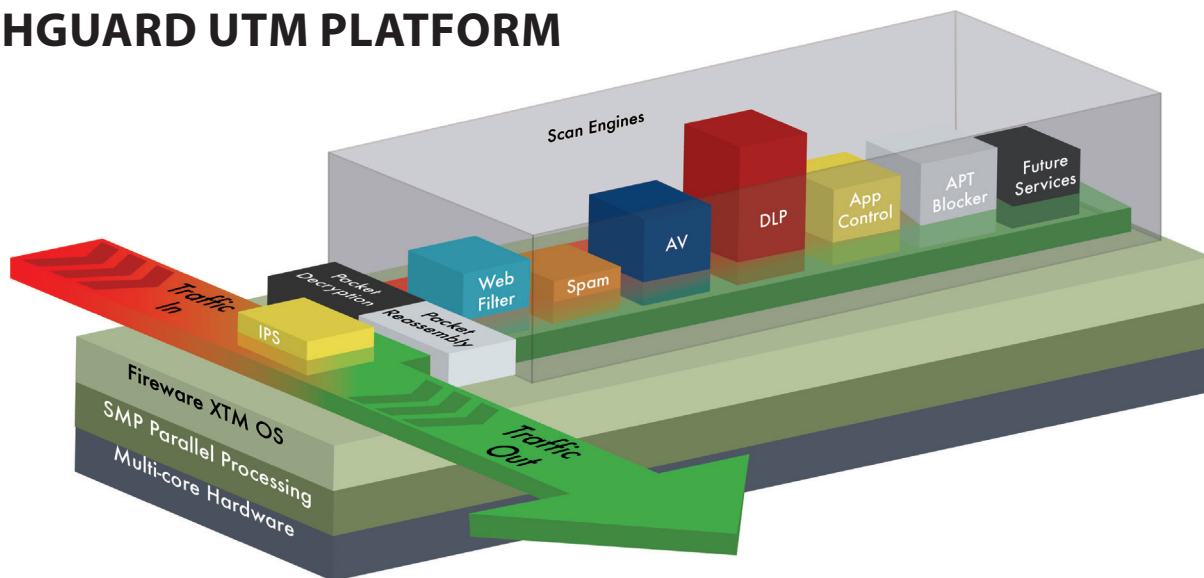 HGUARD UTM PLATFORM
Scan Engines
Future
Services
APT
Blocker
App
Control
DLP
AV
Spam
Web
Filter
Packet
Decryption
Packet
Reassembly
Traffic
In
IPS
Traffic
Out
Fireware XTM OS
SMP Parallel Processing
Multi-core Hardware